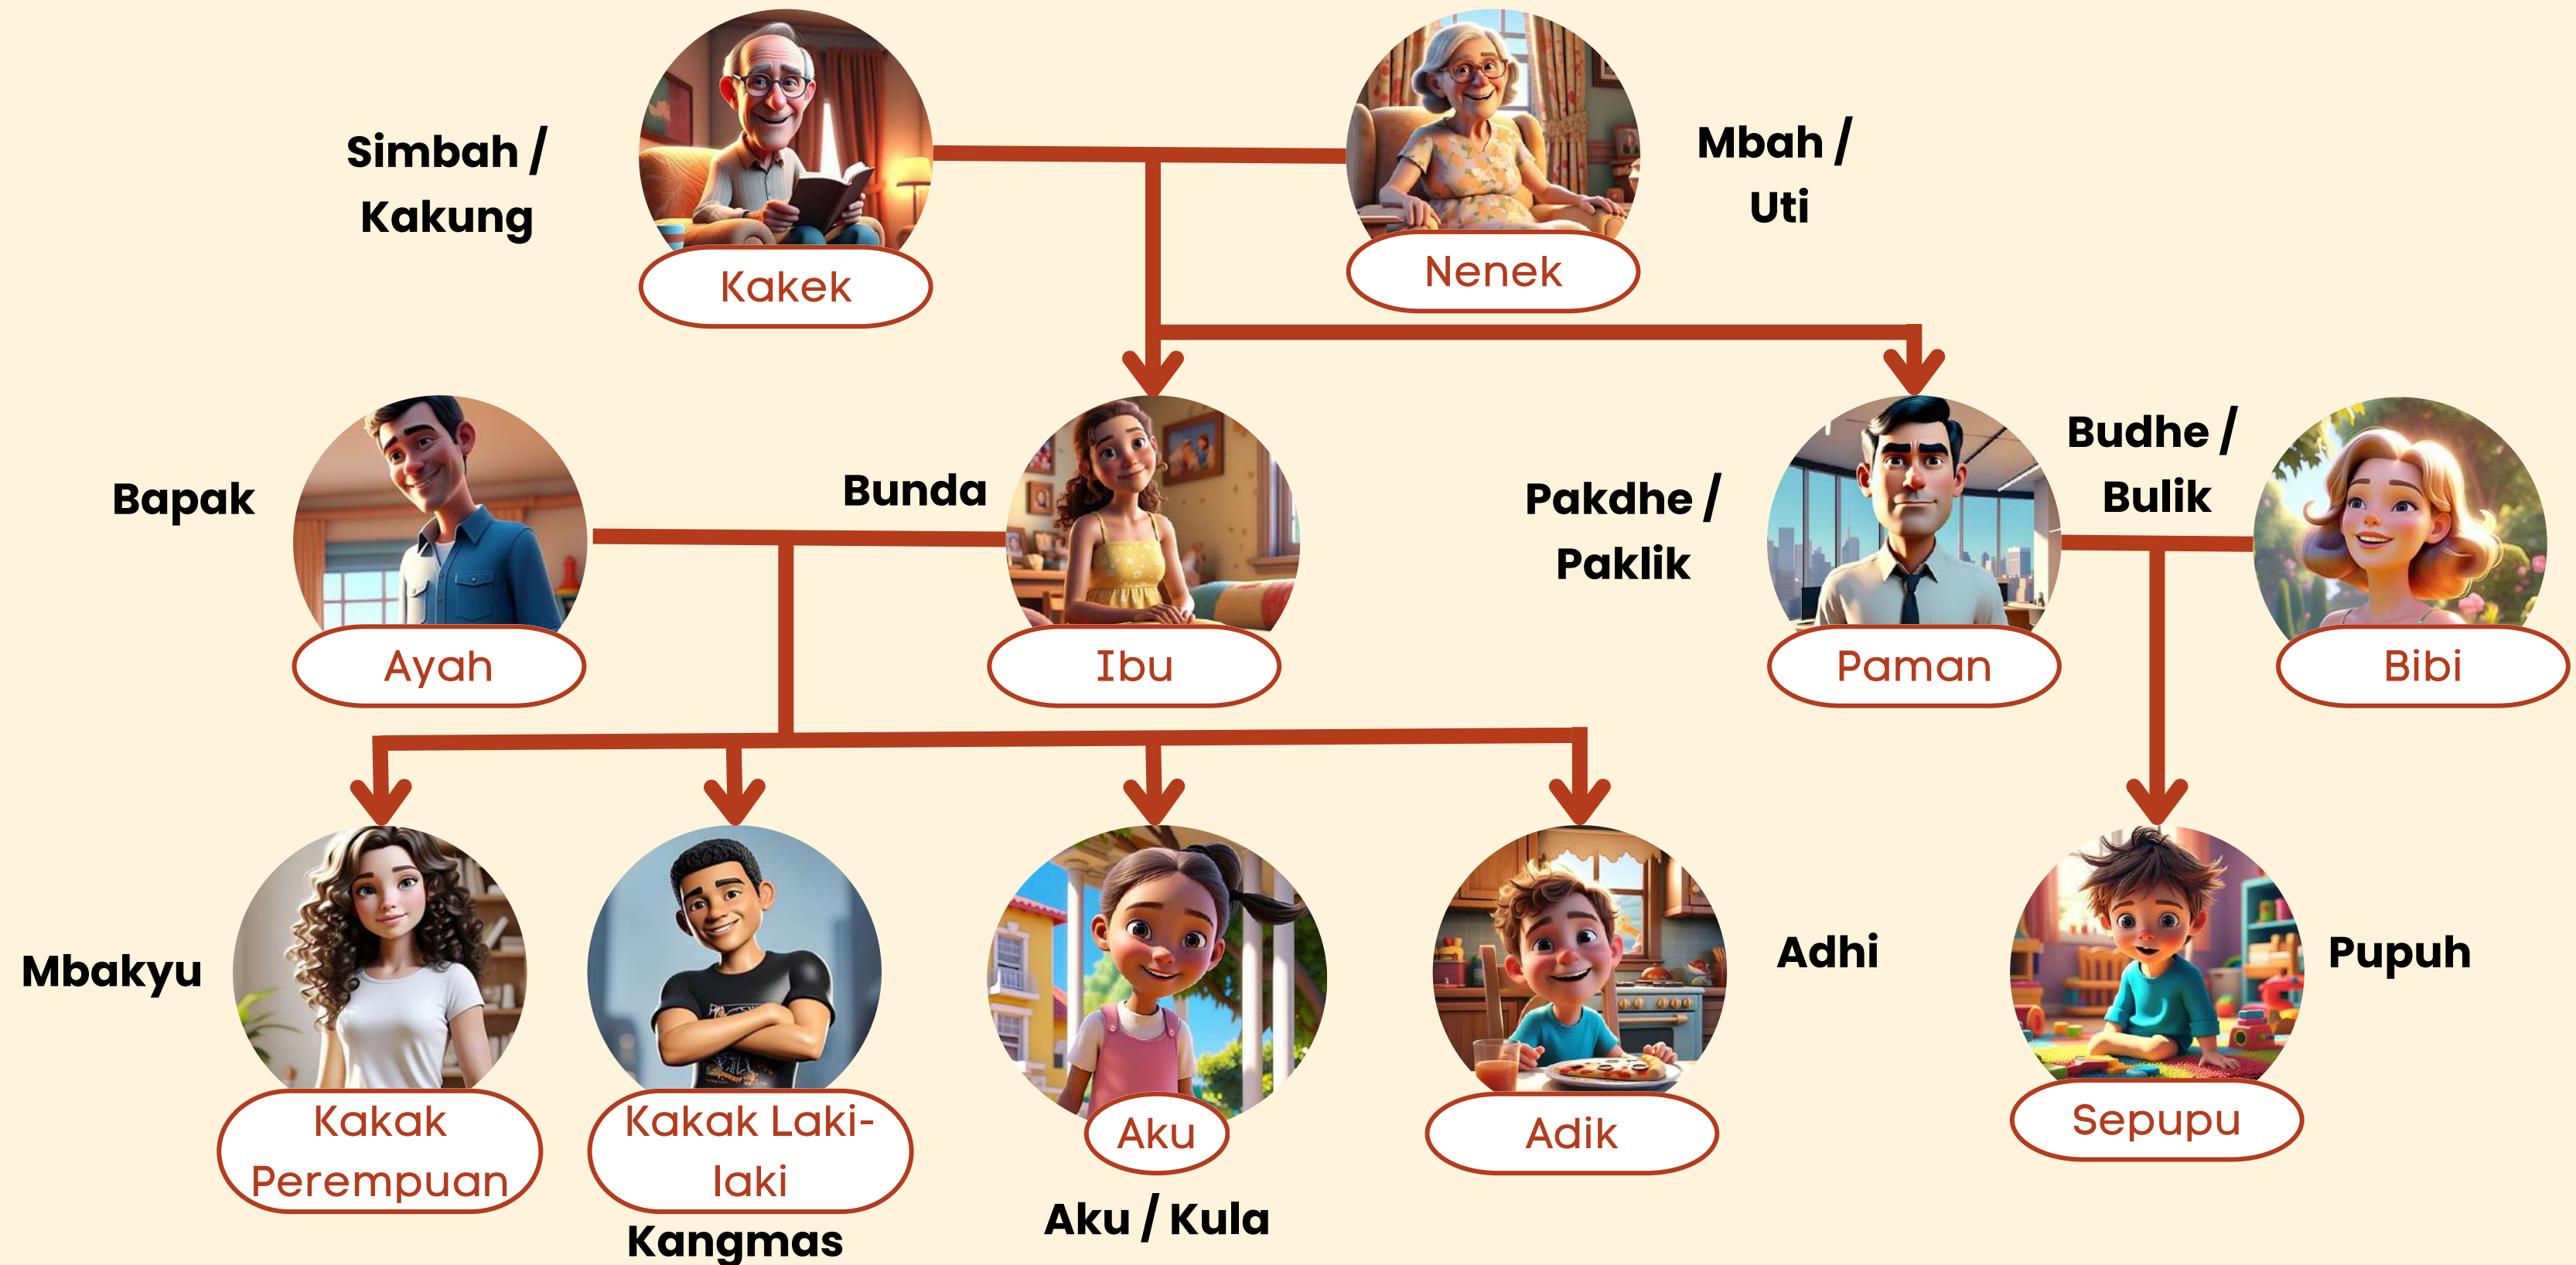 Simbah /
Kakung
Kakek
Nenek
Mbah /
Uti
Bapak
Ayah
Bunda
Ibu
Pakdhe /
Paklik
Paman
Budhe /
Bulik
Bibi
Mbakyu
Kakak
Perempuan
Kakak Laki-
laki
Kangmas
Aku
Aku / Kula
Adik
Adhi
Sepupu
Pupuh